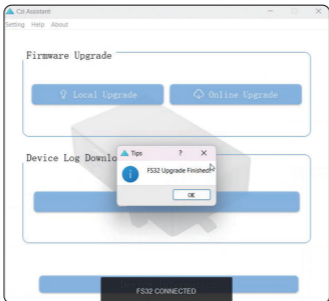 Czr Assistant
Setting Help About
Firmware Upgrade
Local Upgrade
Online Upgrade
Device Log Downlo
Tips
FS32 Upgrade Finished!
OK
FS32 CONNECTED